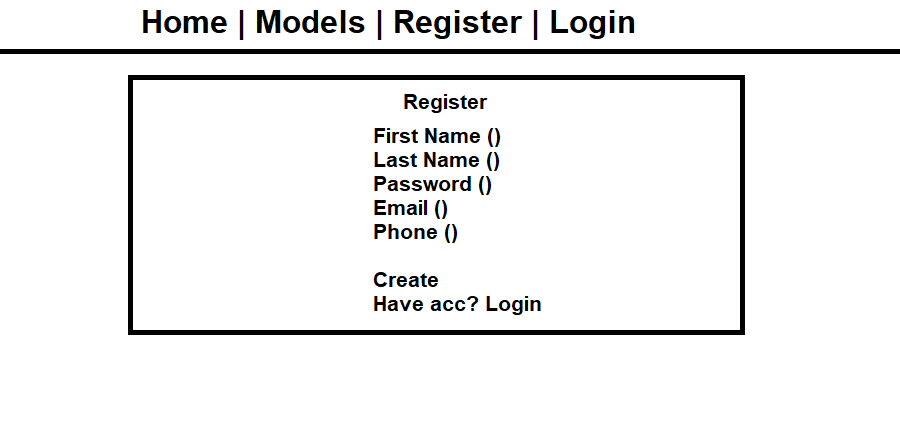 Home | Models | Register | Login
Register
First Name ()
Last Name ()
Password ()
Email ()
Phone ()
Create
Have acc? Login